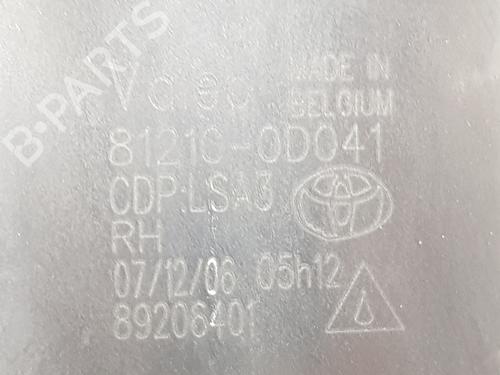 B-PARTS
Valeo
MADE IN
BELGIUM
81210-0D041
CDP-LSA3
RH
07/12/06 05h12
89206401